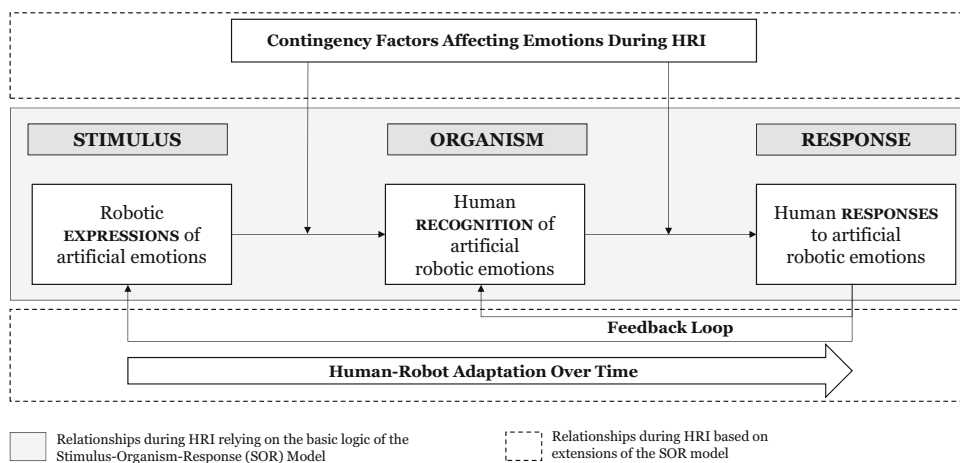 Contingency Factors Affecting Emotions During HRI
STIMULUS
ORGANISM
RESPONSE
Robotic
EXPRESSIONS of
artificial emotions
Human
RECOGNITION of
artificial
robotic emotions
Human RESPONSES
to artificial
robotic emotions
Feedback Loop
Human-Robot Adaptation Over Time
Relationships during HRI relying on the basic logic of the
Stimulus-Organism-Response (SOR) Model
Relationships during HRI based on
extensions of the SOR model